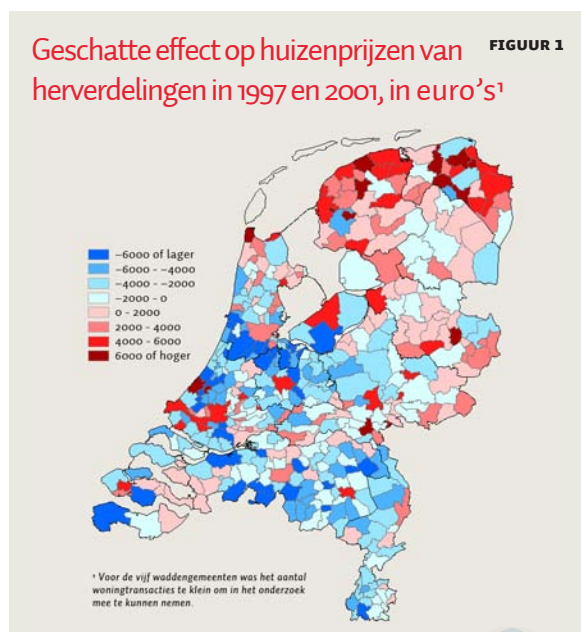 Geschatte effect op huizenprijzen van
FIGUUR 1
herverdelingen in 1997 en 2001, in euro's¹
−6000 of lager
−6000 - −4000
−4000 - −2000
−2000 - 0
0 - 2000
2000 - 4000
4000 - 6000
6000 of hoger
¹ Voor de vijf waddengemeenten was het aantal
woningtransacties te klein om in het onderzoek
mee te kunnen nemen.